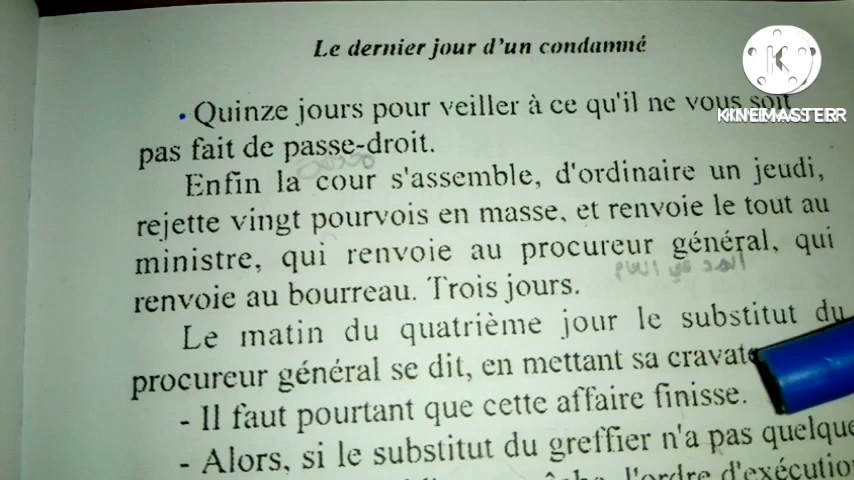 Le dernier jour d'un condamné
KINEMASTER
• Quinze jours pour veiller à ce qu'il ne vous soit
pas fait de passe-droit.
Enfin la cour s'assemble, d'ordinaire un jeudi,
rejette vingt pourvois en masse, et renvoie le tout au
ministre, qui renvoie au procureur général, qui
renvoie au bourreau. Trois jours.
Le matin du quatrième jour le substitut du
procureur général se dit, en mettant sa cravate
- Il faut pourtant que cette affaire finisse.
- Alors, si le substitut du greffier n'a pas quelque
l'ordre d'exécution